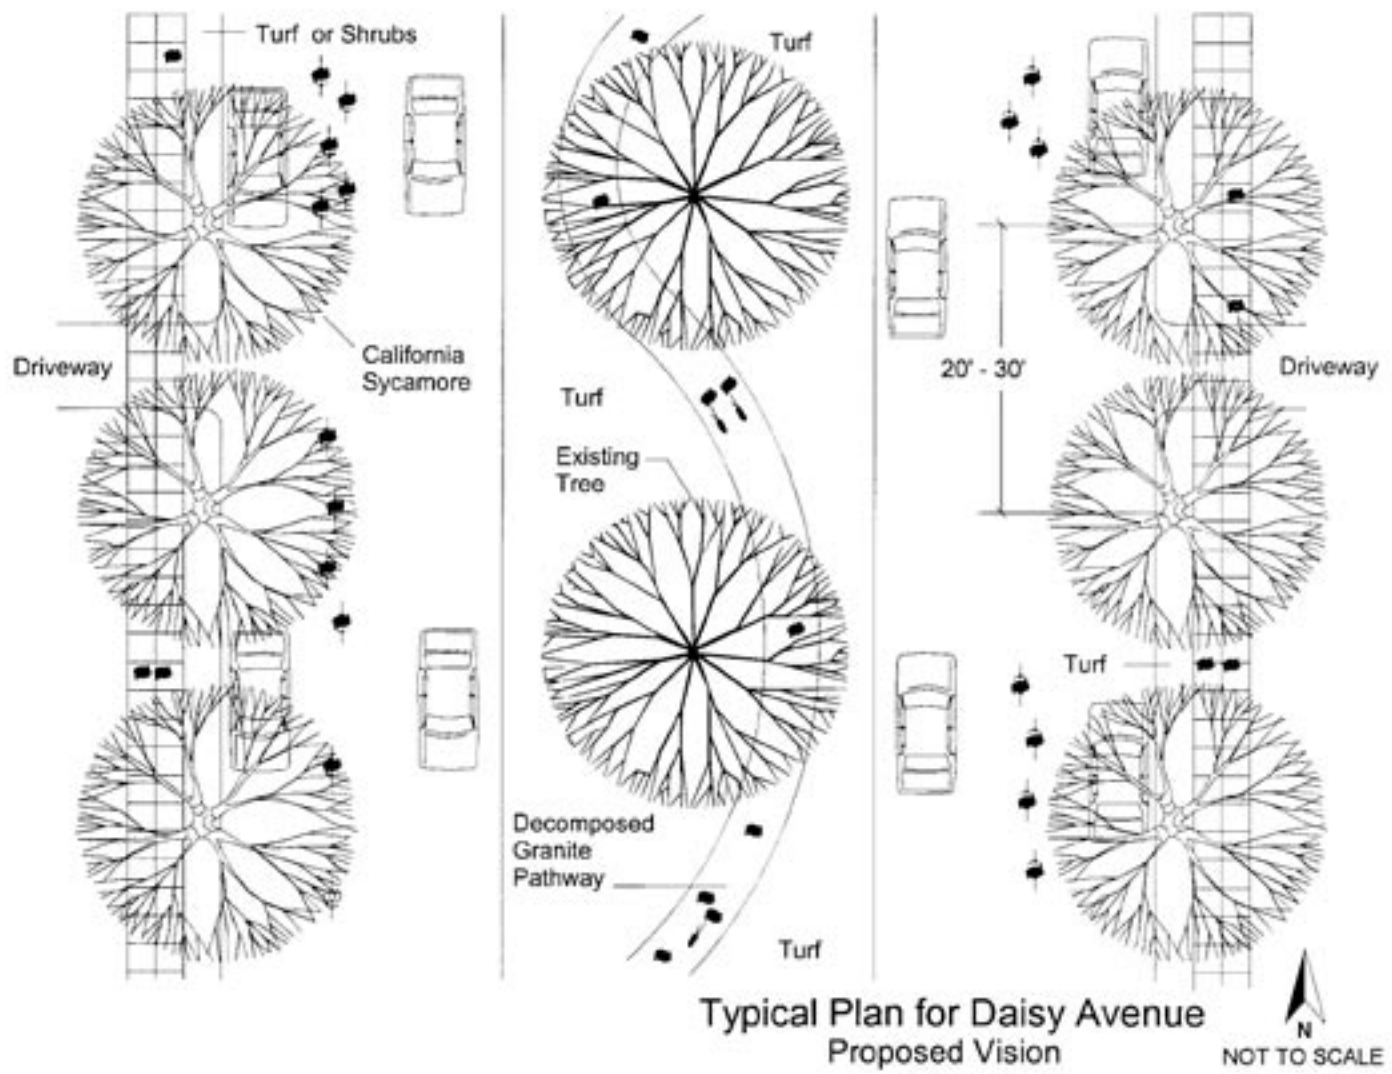 Turf or Shrubs
Turf
California
Sycamore
Driveway
Turf
Existing
Tree
20' - 30'
Driveway
Turf
Decomposed
Granite
Pathway
Turf
Typical Plan for Daisy Avenue
Proposed Vision
N
NOT TO SCALE